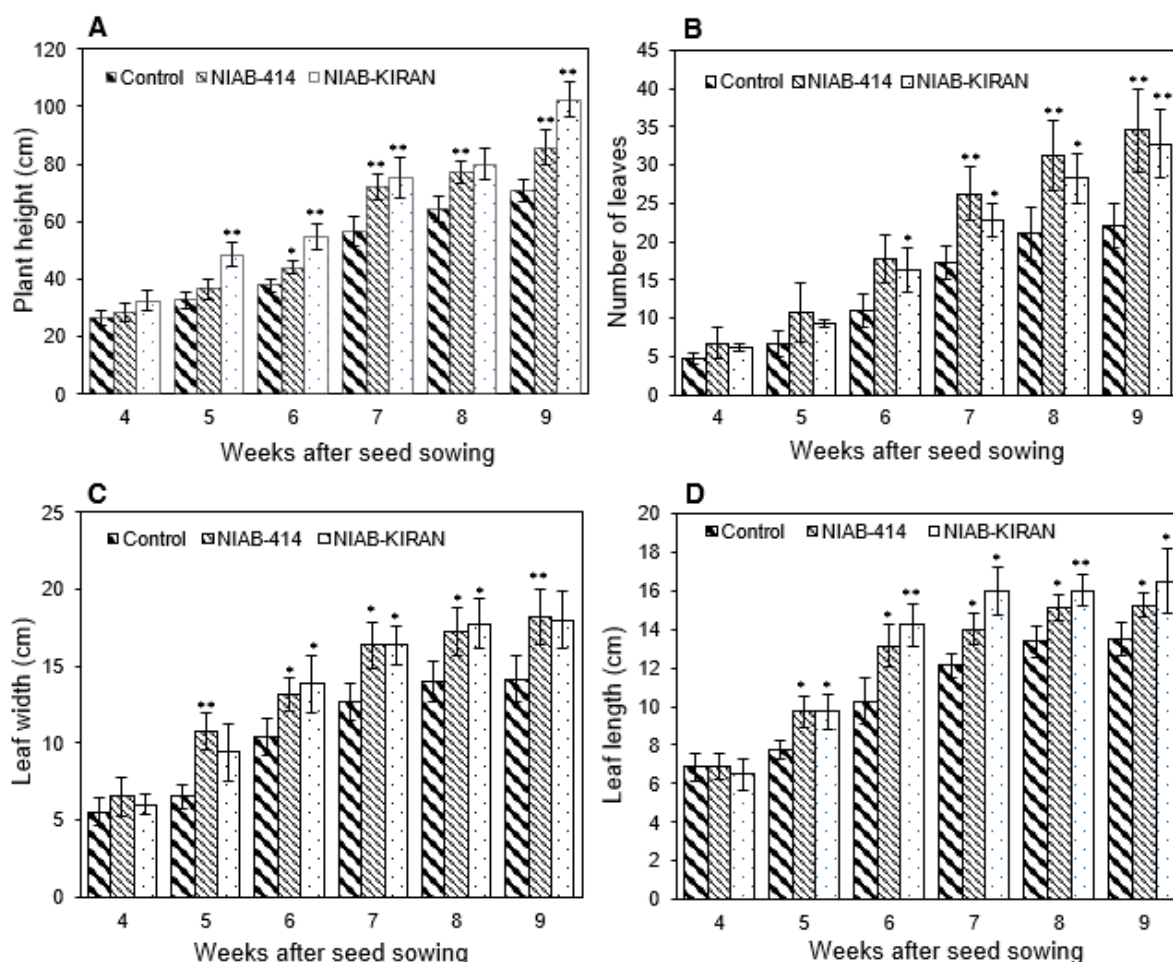 A
Plant height (cm)
120
100
80
60
40
20
0
Control NIAB-414 NIAB-KIRAN
** ** * ** ** ** ** ** **
4 5 6 7 8 9
Weeks after seed sowing
B
Number of leaves
45
40
35
30
25
20
15
10
5
0
Control NIAB-414 NIAB-KIRAN
* ** * ** * ** **
4 5 6 7 8 9
Weeks after seed sowing
C
Leaf width (cm)
25
20
15
10
5
0
Control NIAB-414 NIAB-KIRAN
** * * * * * * **
4 5 6 7 8 9
Weeks after seed sowing
D
Leaf length (cm)
20
18
16
14
12
10
8
6
4
2
0
Control NIAB-414 NIAB-KIRAN
* * * ** * * * ** * *
4 5 6 7 8 9
Weeks after seed sowing